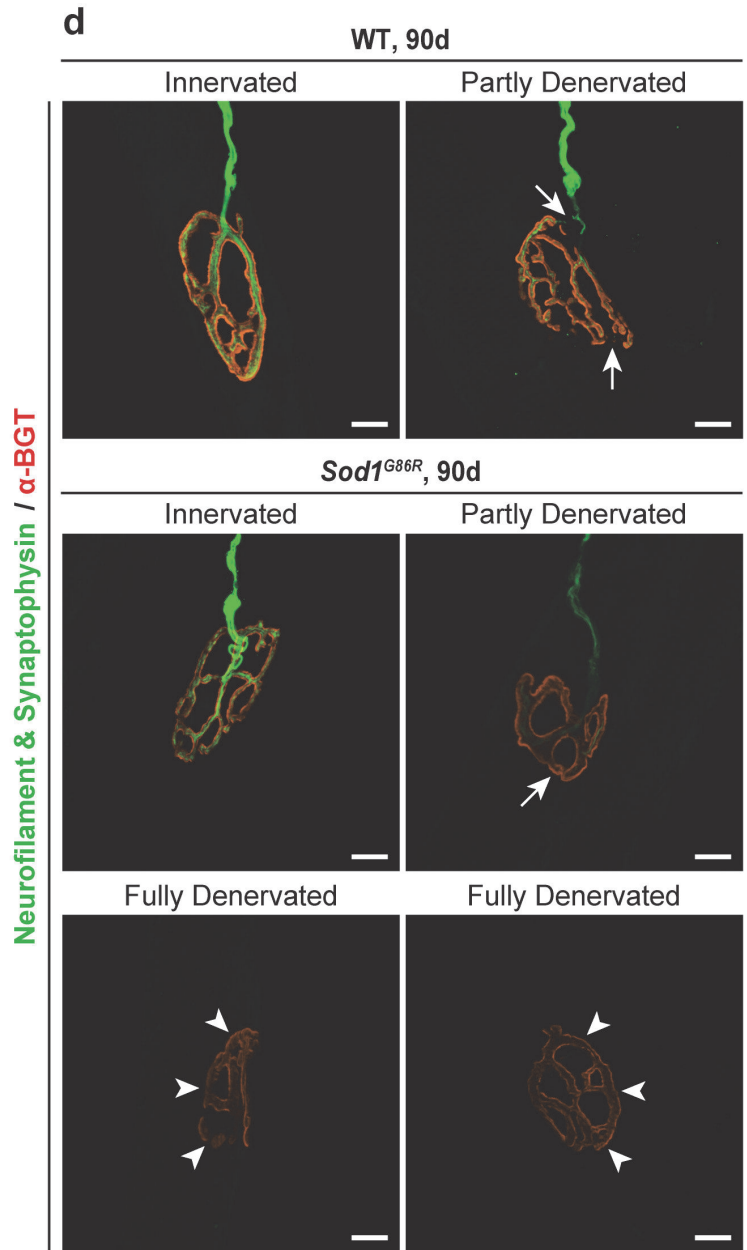 d
WT, 90d
Innervated
Partly Denervated
Neurofilament & Synaptophysin / α-BGT
Sod1G86R, 90d
Innervated
Partly Denervated
Fully Denervated
Fully Denervated